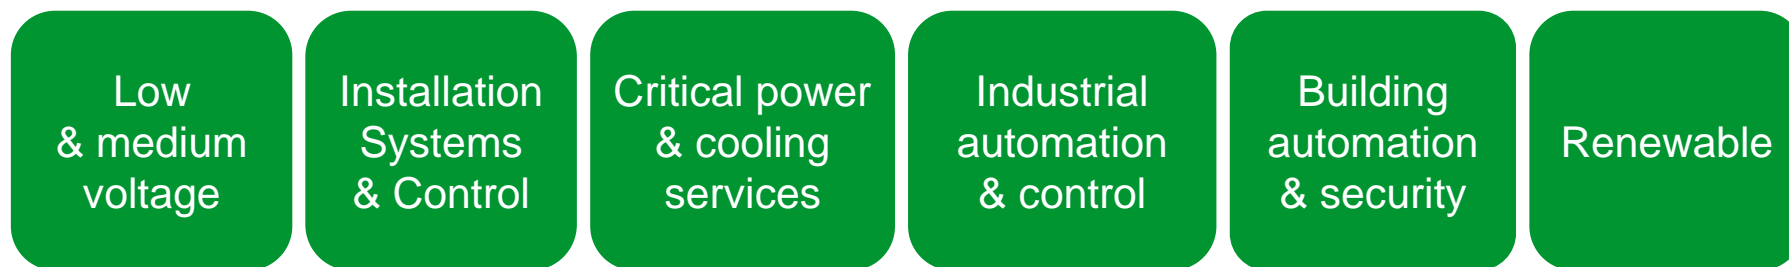 Low
& medium
voltage
Installation
Systems
& Control
Critical power
& cooling
services
Industrial
automation
& control
Building
automation
& security
Renewable